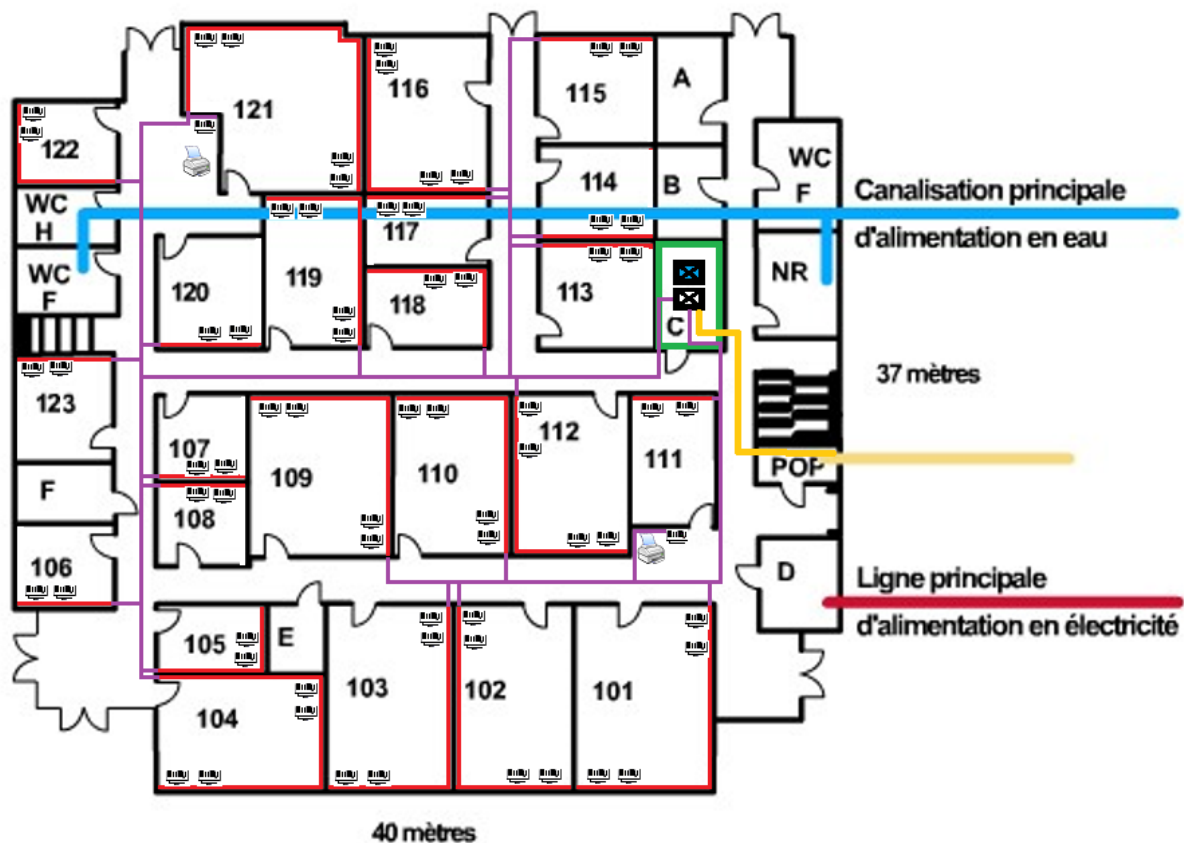 A
116
115
121
122
WC
F
114
B
WC
H
Canalisation principale
d'alimentation en eau
117
WC
F
NR
120
119
118
113
C
37 mètres
123
107
112
111
109
110
POP
F
108
106
D
Ligne principale
d'alimentation en électricité
105
E
103
102
101
104
40 mètres